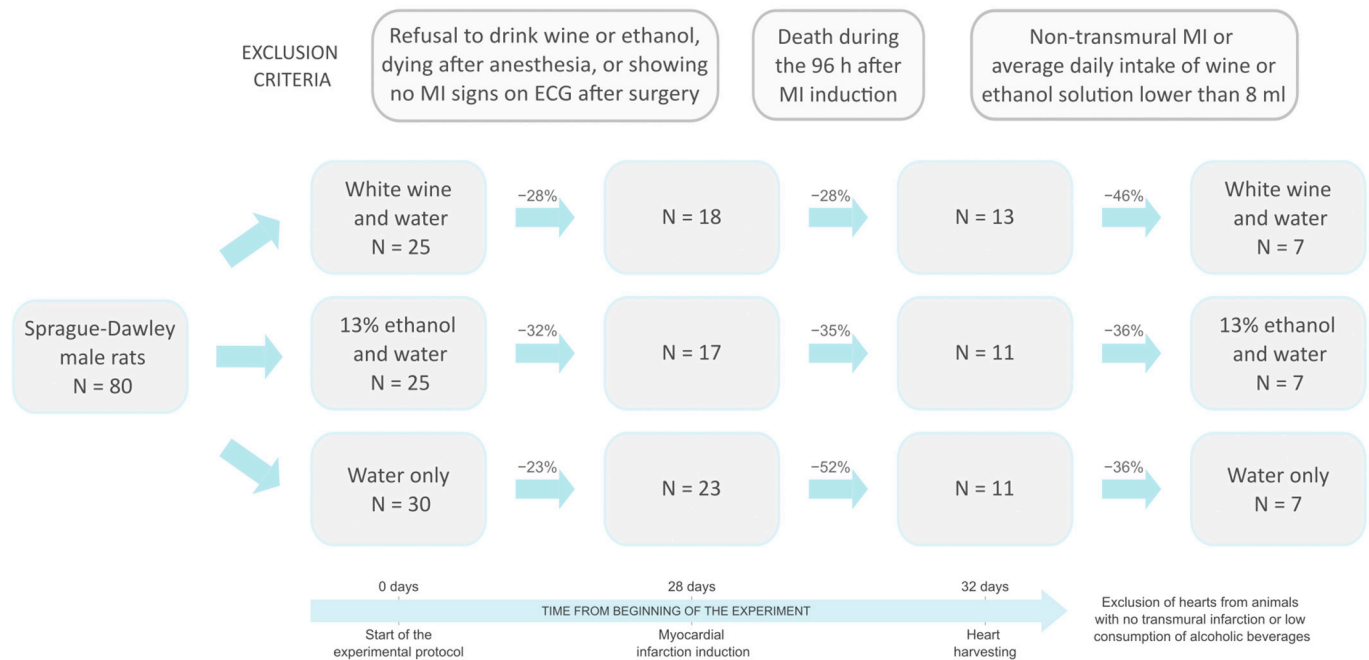 EXCLUSION
CRITERIA
Refusal to drink wine or ethanol,
dying after anesthesia, or showing
no MI signs on ECG after surgery
Death during
the 96 h after
MI induction
Non-transmural MI or
average daily intake of wine or
ethanol solution lower than 8 ml
Sprague-Dawley
male rats
N = 80
White wine
and water
N = 25
−28%
N = 18
−28%
N = 13
−46%
White wine
and water
N = 7
13% ethanol
and water
N = 25
−32%
N = 17
−35%
N = 11
−36%
13% ethanol
and water
N = 7
Water only
N = 30
−23%
N = 23
−52%
N = 11
−36%
Water only
N = 7
0 days
28 days
32 days
TIME FROM BEGINNING OF THE EXPERIMENT
Start of the
experimental protocol
Myocardial
infarction induction
Heart
harvesting
Exclusion of hearts from animals
with no transmural infarction or low
consumption of alcoholic beverages